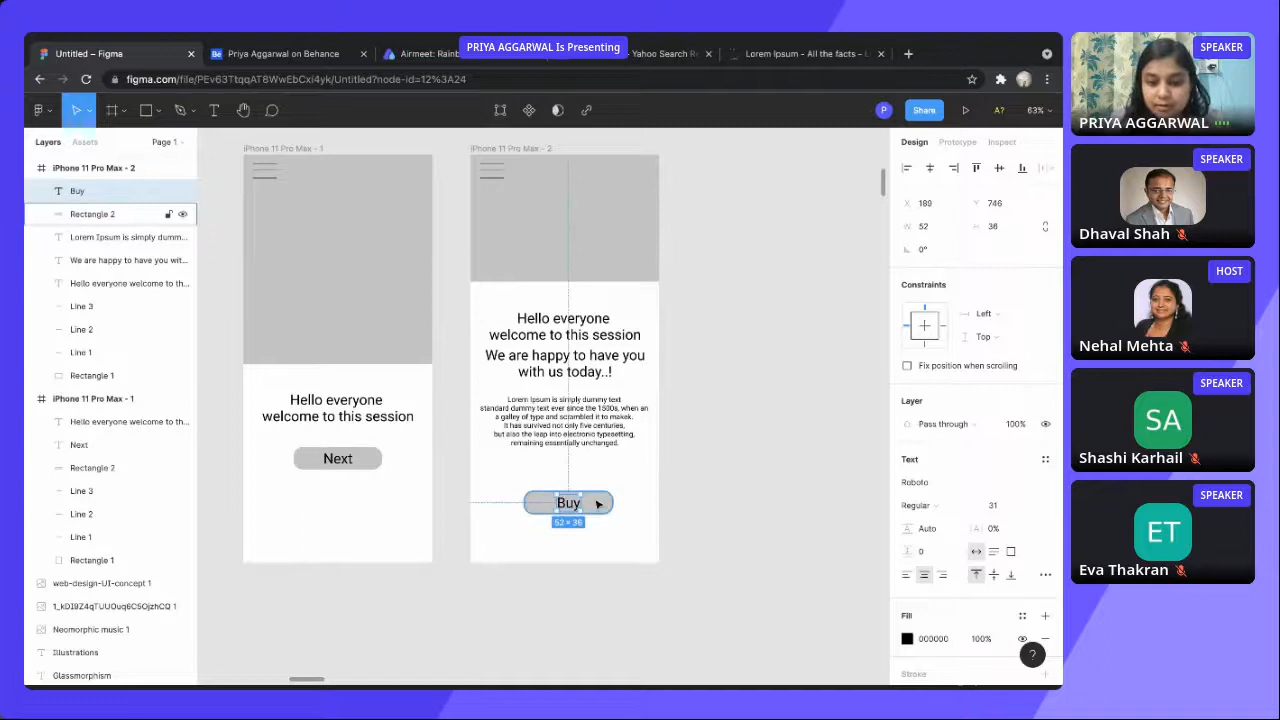 PRIYA AGGARWAL Is Presenting
Untitled – Figma
Priya Aggarwal on Behance
Airmeet: Rainb
Yahoo Search Re
Lorem Ipsum - All the facts - L
figma.com/file/PEv63TtqqAT8WwEbCxi4yk/Untitled?node-id=12%3A24
P
Share
A?
63%
Layers
Assets
Page 1
iPhone 11 Pro Max - 2
Buy
Rectangle 2
Lorem Ipsum is simply dumm...
We are happy to have you wit...
Hello everyone welcome to th...
Line 3
Line 2
Line 1
Rectangle 1
iPhone 11 Pro Max - 1
Hello everyone welcome to th...
Next
Rectangle 2
Line 3
Line 2
Line 1
Rectangle 1
web-design-UI-concept 1
1_kDI9Z4qTUUOuq6C5OjzhCQ 1
Neomorphic music 1
Illustrations
Glassmorphism
iPhone 11 Pro Max - 1
Hello everyone
welcome to this session
Next
iPhone 11 Pro Max - 2
Hello everyone
welcome to this session
We are happy to have you
with us today..!
Lorem Ipsum is simply dummy text
standard dummy text ever since the 1500s, when an
a galley of type and scrambled it to makek.
It has survived not only five centuries,
but also the leap into electronic typesetting,
remaining essentially unchanged.
Buy
52 × 36
Design
Prototype
Inspect
X 189
Y 746
W 52
H 36
0°
Constraints
Left
Top
Fix position when scrolling
Layer
Pass through
100%
Text
Roboto
Regular
31
Auto
0%
0
Fill
000000
100%
Stroke
?
SPEAKER
PRIYA AGGARWAL
SPEAKER
Dhaval Shah
HOST
Nehal Mehta
SPEAKER
SA
Shashi Karhail
SPEAKER
ET
Eva Thakran